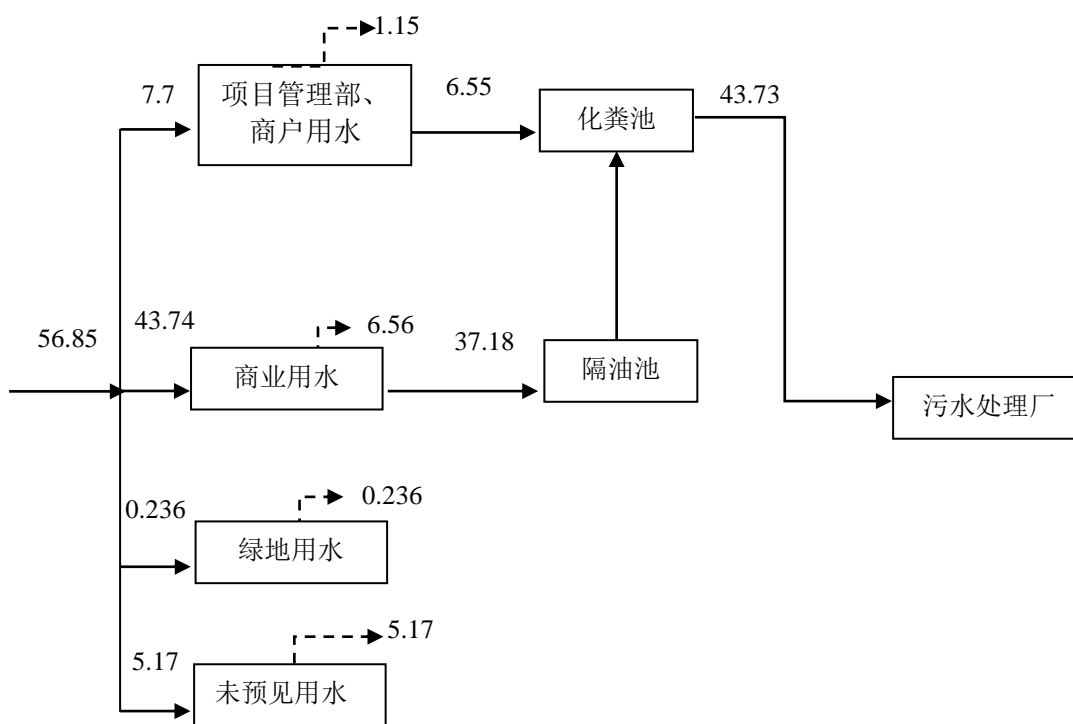 1.15
7.7
项目管理部、
商户用水
6.55
化粪池
43.73
56.85
43.74
商业用水
6.56
37.18
隔油池
污水处理厂
0.236
绿地用水
0.236
5.17
未预见用水
5.17